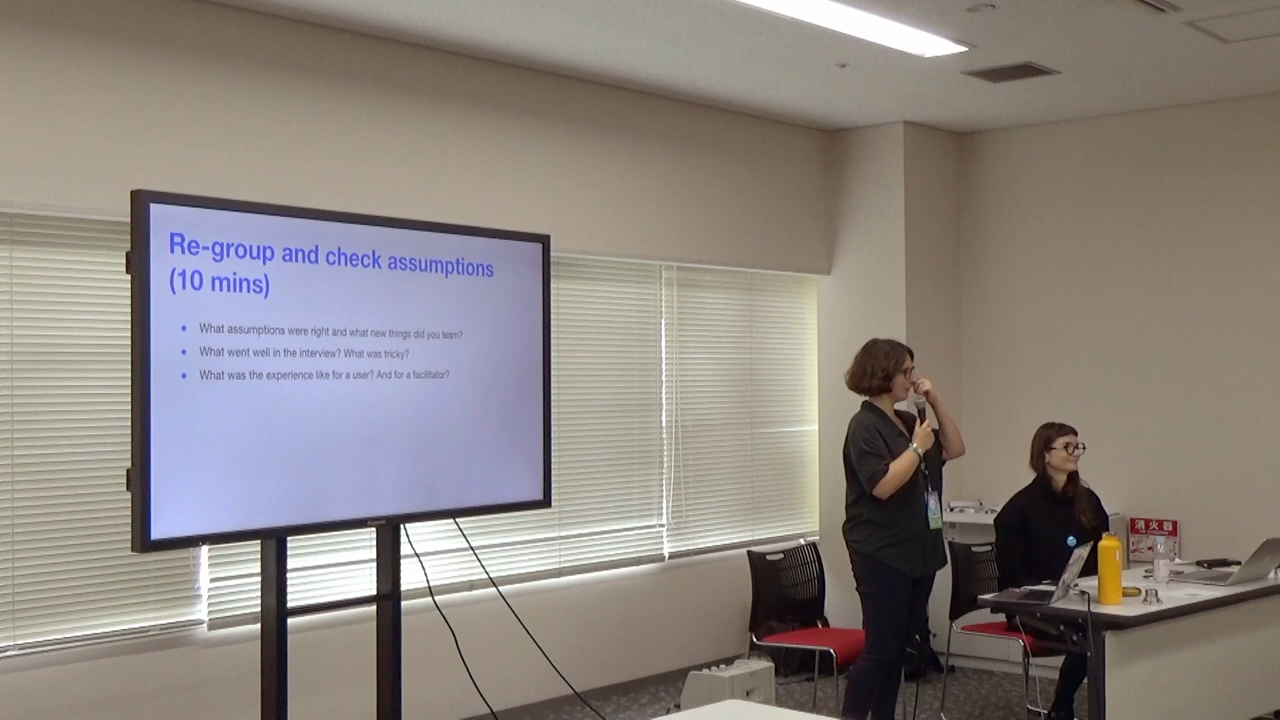 Re-group and check assumptions
(10 mins)
What assumptions were right and what new things did you learn?
What went well in the interview? What was tricky?
What was the experience like for a user? And for a facilitator?
Panasonic
消火器